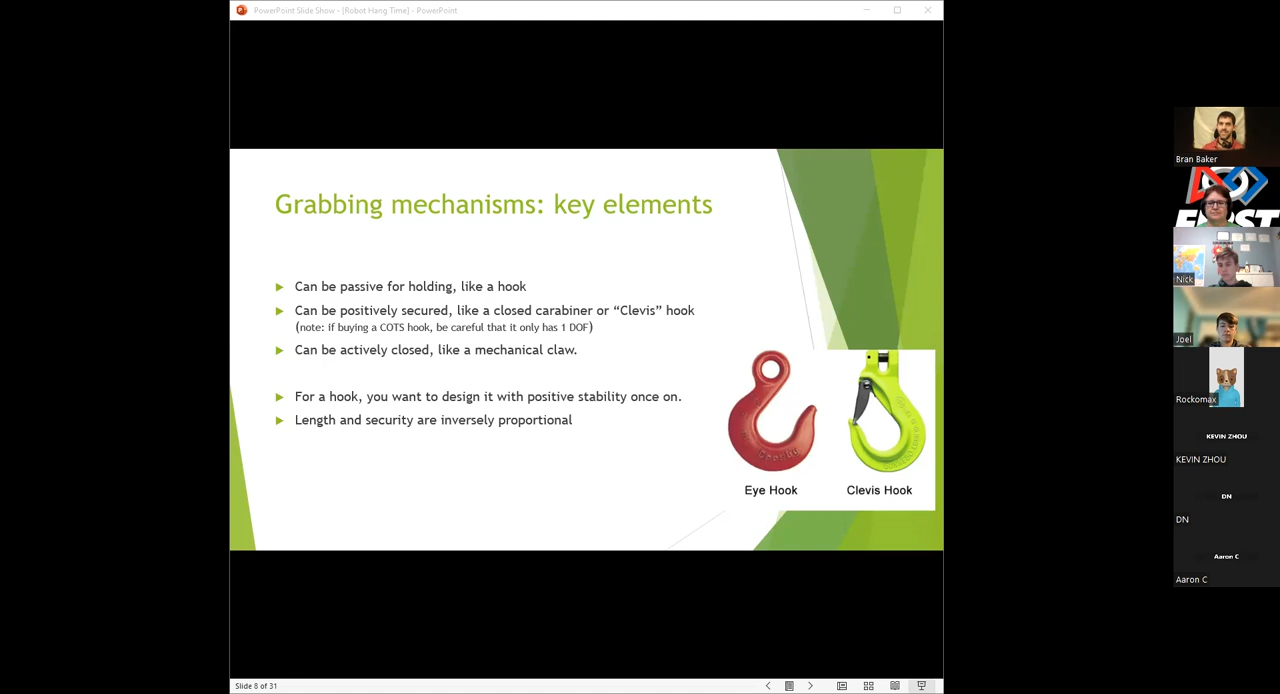 PowerPoint Slide Show - [Robot Hang Time] - PowerPoint
Grabbing mechanisms: key elements
Can be passive for holding, like a hook
Can be positively secured, like a closed carabiner or “Clevis” hook
(note: if buying a COTS hook, be careful that it only has 1 DOF)
Can be actively closed, like a mechanical claw.
For a hook, you want to design it with positive stability once on.
Length and security are inversely proportional
Eye Hook
Clevis Hook
Slide 8 of 31
Bran Baker
FIRST
Nick
Joel
Rockomax
KEVIN ZHOU
KEVIN ZHOU
DN
DN
Aaron C
Aaron C